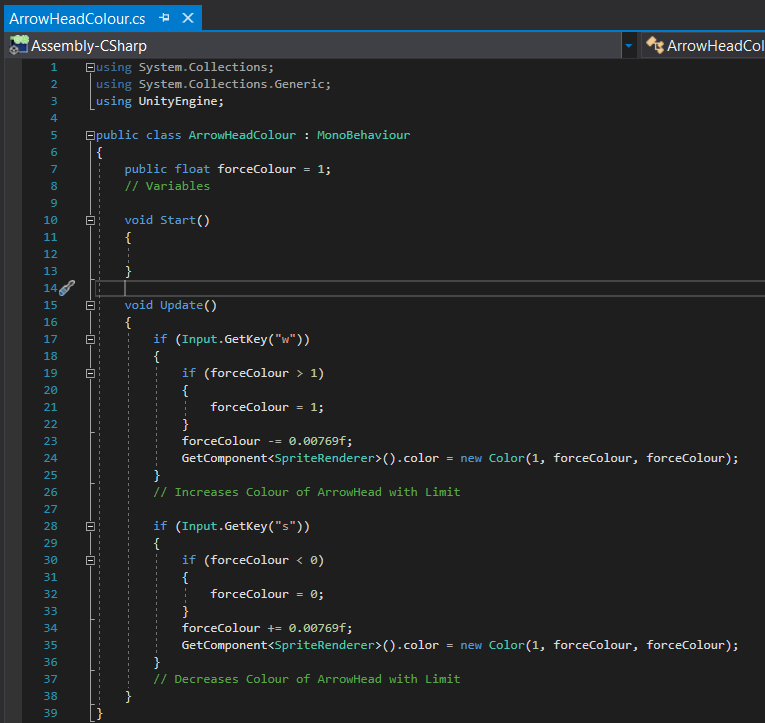 ArrowHeadColour.cs
Assembly-CSharp
ArrowHeadCol
1 using System.Collections;
2 using System.Collections.Generic;
3 using UnityEngine;
4
5 public class ArrowHeadColour : MonoBehaviour
6 {
7 public float forceColour = 1;
8 // Variables
9
10 void Start()
11 {
12
13 }
14
15 void Update()
16 {
17 if (Input.GetKey("w"))
18 {
19 if (forceColour > 1)
20 {
21 forceColour = 1;
22 }
23 forceColour -= 0.00769f;
24 GetComponent<SpriteRenderer>().color = new Color(1, forceColour, forceColour);
25 }
26 // Increases Colour of ArrowHead with Limit
27
28 if (Input.GetKey("s"))
29 {
30 if (forceColour < 0)
31 {
32 forceColour = 0;
33 }
34 forceColour += 0.00769f;
35 GetComponent<SpriteRenderer>().color = new Color(1, forceColour, forceColour);
36 }
37 // Decreases Colour of ArrowHead with Limit
38 }
39 }